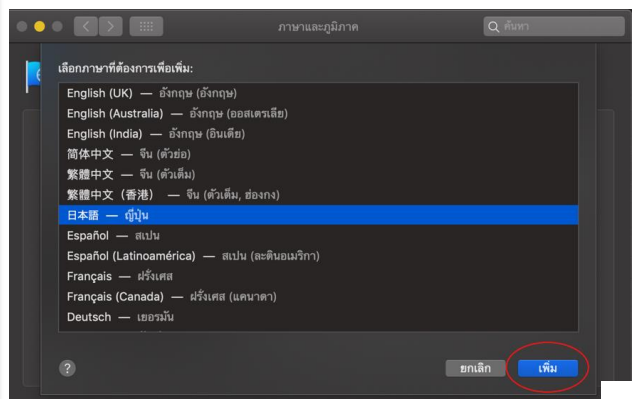 ภาษาและภูมิภาค
ค้นหา
เลือกภาษาที่ต้องการเพื่อเพิ่ม:
English (UK) — อังกฤษ (อังกฤษ)
English (Australia) — อังกฤษ (ออสเตรเลีย)
English (India) — อังกฤษ (อินเดีย)
简体中文 — จีน (ตัวย่อ)
繁體中文 — จีน (ตัวเต็ม)
繁體中文（香港） — จีน (ตัวเต็ม, ฮ่องกง)
日本語 — ญี่ปุ่น
Español — สเปน
Español (Latinoamérica) — สเปน (ละตินอเมริกา)
Français — ฝรั่งเศส
Français (Canada) — ฝรั่งเศส (แคนาดา)
Deutsch — เยอรมัน
?
ยกเลิก
เพิ่ม